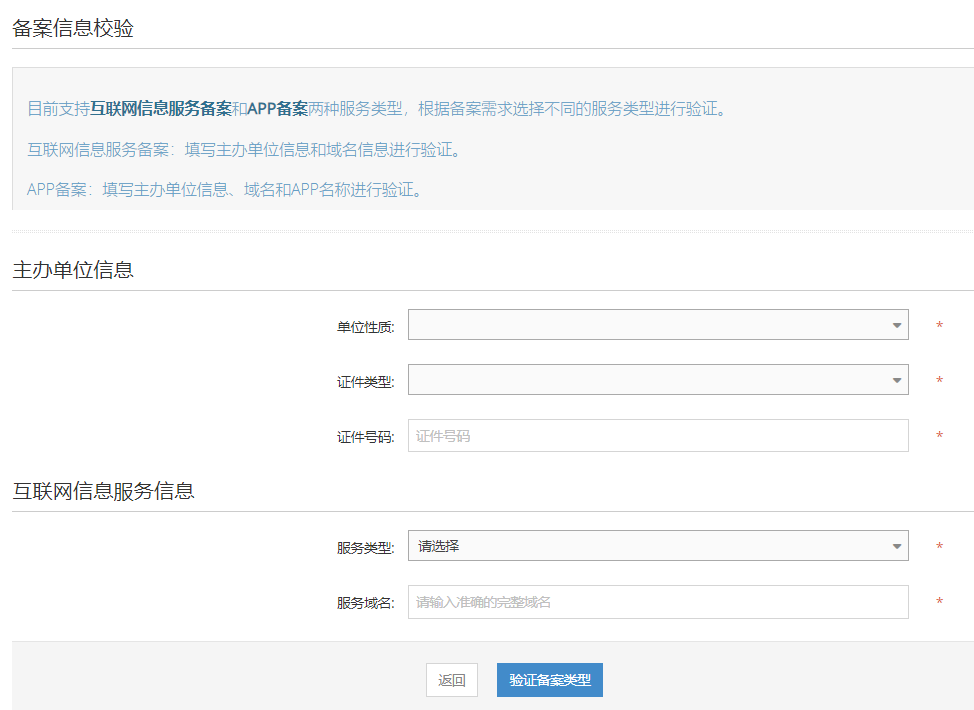 备案信息校验
目前支持互联网信息服务备案和APP备案两种服务类型，根据备案需求选择不同的服务类型进行验证。
互联网信息服务备案：填写主办单位信息和域名信息进行验证。
APP备案：填写主办单位信息、域名和APP名称进行验证。
主办单位信息
单位性质: *
证件类型: *
证件号码: 证件号码 *
互联网信息服务信息
服务类型: 请选择 *
服务域名: 请输入准确的完整域名 *
返回 验证备案类型